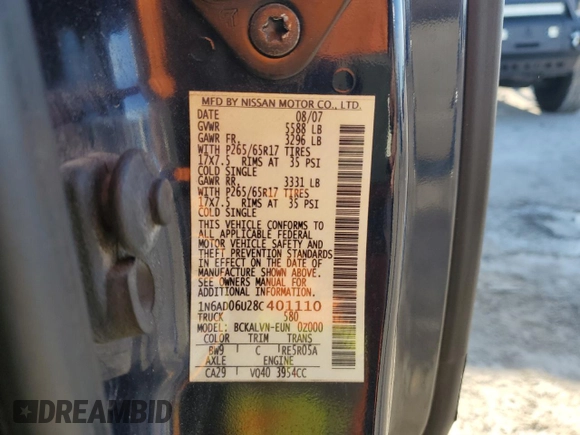 MFD BY NISSAN MOTOR CO., LTD.
DATE 08/07
GVWR 5588 LB
GAWR FR. 3296 LB
WITH P265/65R17 TIRES
17X7.5 RIMS AT 35 PSI
COLD SINGLE
GAWR RR. 3331 LB
WITH P265/65R17 TIRES
17X7.5 RIMS AT 35 PSI
COLD SINGLE
THIS VEHICLE CONFORMS TO
ALL APPLICABLE FEDERAL
MOTOR VEHICLE SAFETY AND
THEFT PREVENTION STANDARDS
IN EFFECT ON THE DATE OF
MANUFACTURE SHOWN ABOVE.
SEE OWNERS MANUAL FOR
ADDITIONAL INFORMATION.
1N6AD06U28C401110
TRUCK 580
MODEL: BCKALVN-EUN 0Z000
COLOR TRIM TRANS
BW9 C RE5R05A
AXLE ENGINE
CA29 VQ40 3954CC
DREAMBID